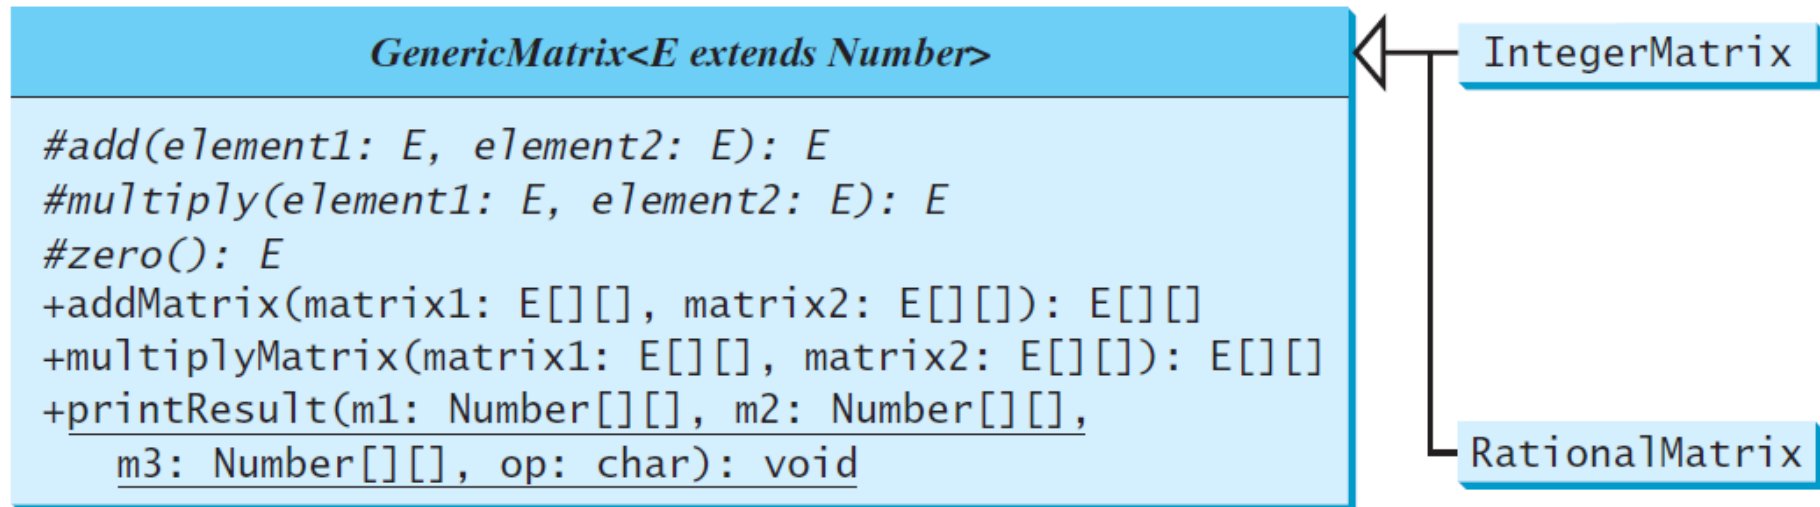 GenericMatrix<E extends Number>
#add(element1: E, element2: E): E
#multiply(element1: E, element2: E): E
#zero(): E
+addMatrix(matrix1: E[][], matrix2: E[][]): E[][]
+multiplyMatrix(matrix1: E[][], matrix2: E[][]): E[][]
+printResult(m1: Number[][], m2: Number[][],
m3: Number[][], op: char): void
IntegerMatrix
RationalMatrix